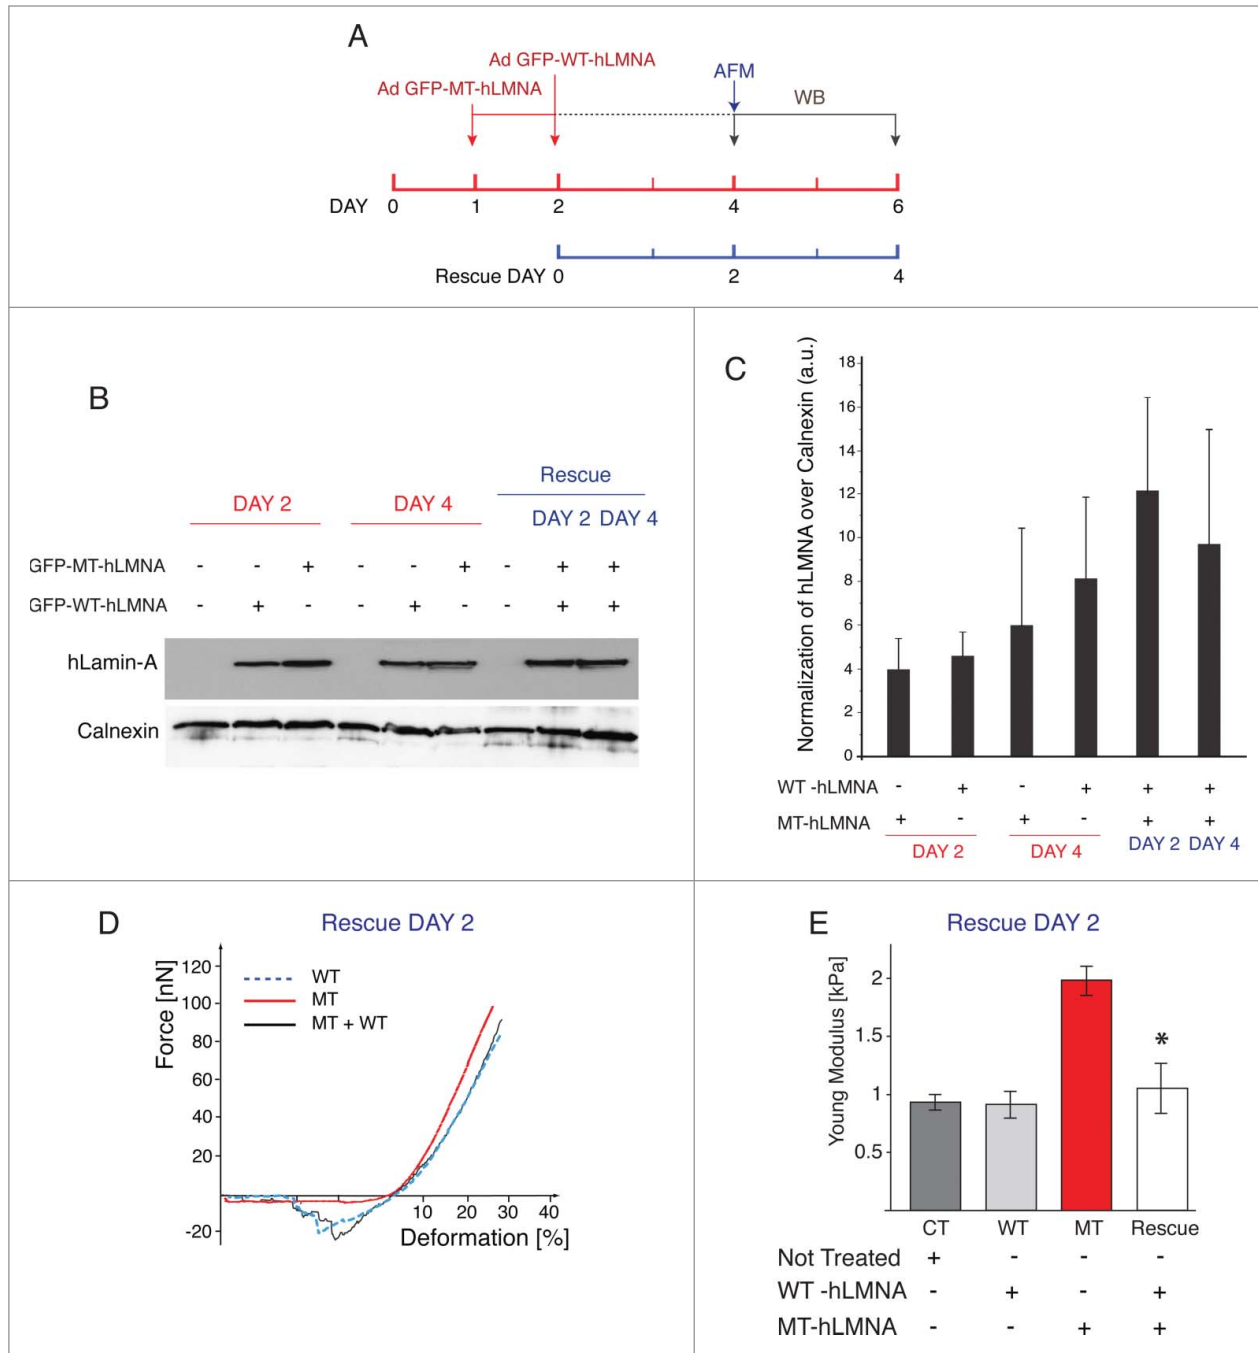 A
Ad GFP-WT-hLMNA
Ad GFP-MT-hLMNA
AFM
WB
DAY 0 1 2 4 6
Rescue DAY 0 2 4
B
Rescue
DAY 2 DAY 4 DAY 2 DAY 4
GFP-MT-hLMNA - - + - - + - + +
GFP-WT-hLMNA - + - - + - - + +
hLamin-A
Calnexin
C
Normalization of hLMNA over Calnexin (a.u.)
18
16
14
12
10
8
6
4
2
0
WT -hLMNA - + - + + +
MT-hLMNA + - + - + +
DAY 2 DAY 4 DAY 2 DAY 4
D Rescue DAY 2
Force [nN]
120
100
80
60
40
20
-20
WT
MT
MT + WT
10 20 30 40
Deformation [%]
E Rescue DAY 2
Young Modulus [kPa]
2
1.5
1
0.5
*
CT WT MT Rescue
Not Treated + - - -
WT -hLMNA - + - +
MT-hLMNA - - + +